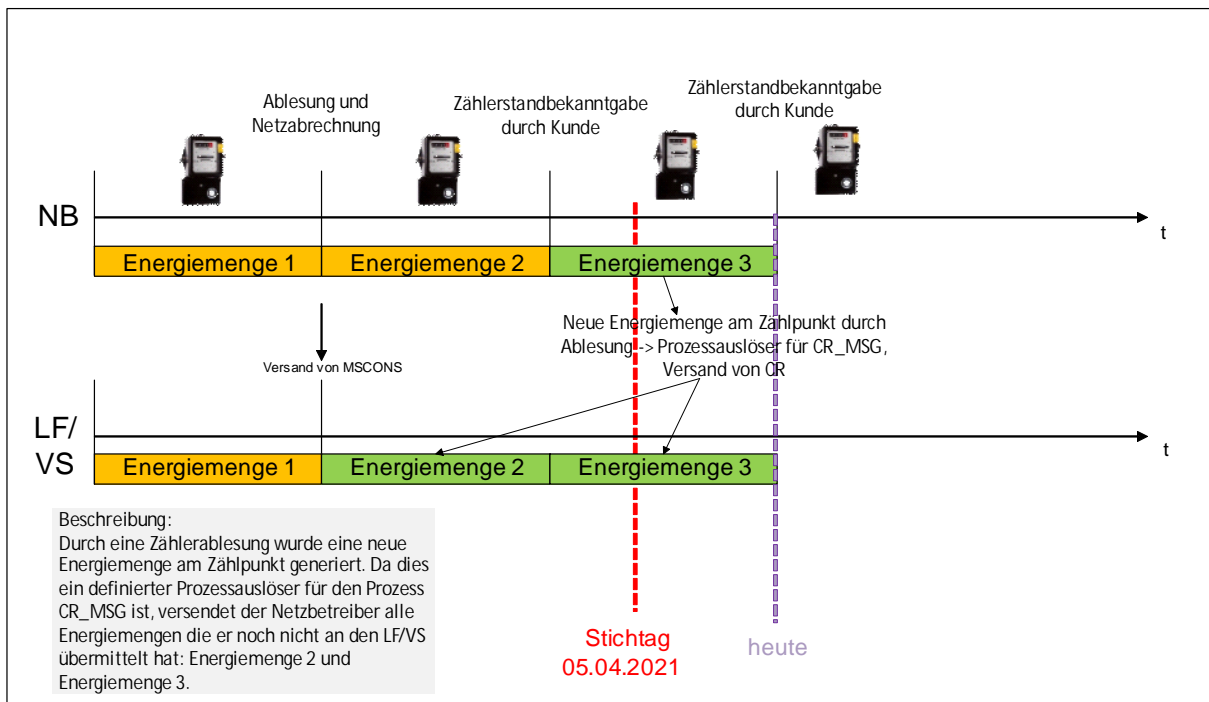 Ablesung und
Netzabrechnung
Zählerstandbekanntgabe
durch Kunde
Zählerstandbekanntgabe
durch Kunde
NB
t
Energiemenge 1
Energiemenge 2
Energiemenge 3
Neue Energiemenge am Zählpunkt durch
Ablesung -> Prozessauslöser für CR_MSG,
Versand von CR
Versand von MSCONS
LF/
VS
t
Energiemenge 1
Energiemenge 2
Energiemenge 3
Beschreibung:
Durch eine Zählerablesung wurde eine neue
Energiemenge am Zählpunkt generiert. Da dies
ein definierter Prozessauslöser für den Prozess
CR_MSG ist, versendet der Netzbetreiber alle
Energiemengen die er noch nicht an den LF/VS
übermittelt hat: Energiemenge 2 und
Energiemenge 3.
Stichtag
05.04.2021
heute